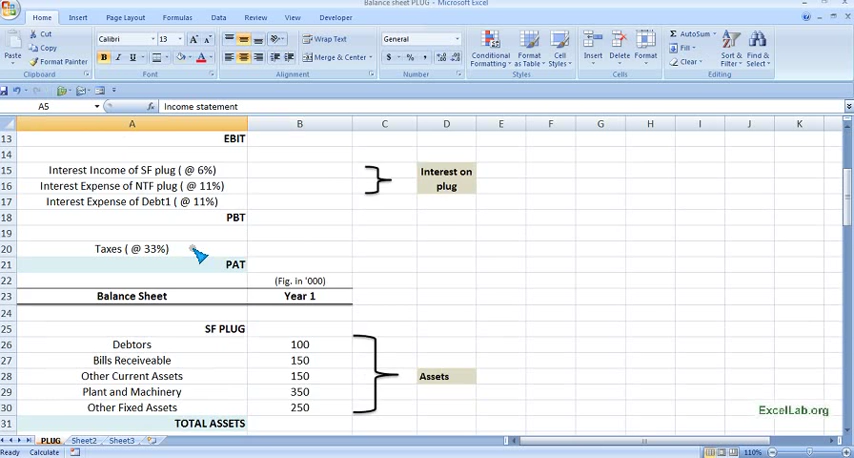 Balance sheet PLUG - Microsoft Excel
Home Insert Page Layout Formulas Data Review View Developer
Paste Cut Copy Format Painter Clipboard
Calibri 13 B I U A Font
Wrap Text Merge & Center Alignment
General $ % , Number
Conditional Formatting Format as Table Cell Styles Styles
Insert Delete Format Cells
Σ AutoSum Fill Clear Sort & Filter Find & Select Editing
A5 fx Income statement
A B C D E F G H I J K
13 EBIT
14
15 Interest Income of SF plug ( @ 6%)
16 Interest Expense of NTF plug ( @ 11%)
Interest on plug
17 Interest Expense of Debt1 ( @ 11%)
18 PBT
19
20 Taxes ( @ 33%)
21 PAT
22 (Fig. in '000)
23 Balance Sheet Year 1
24
25 SF PLUG
26 Debtors 100
27 Bills Receiveable 150
28 Other Current Assets 150 Assets
29 Plant and Machinery 350
30 Other Fixed Assets 250
ExcelLab.org
31 TOTAL ASSETS
PLUG Sheet2 Sheet3
Ready Calculate 110%